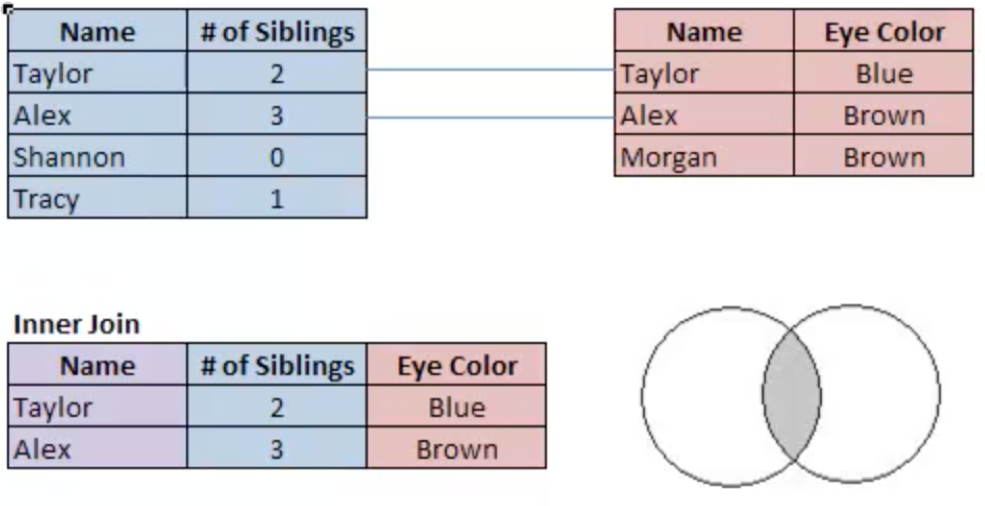 Name # of Siblings
Taylor 2
Alex 3
Shannon 0
Tracy 1
Name Eye Color
Taylor Blue
Alex Brown
Morgan Brown
Inner Join
Name # of Siblings Eye Color
Taylor 2 Blue
Alex 3 Brown